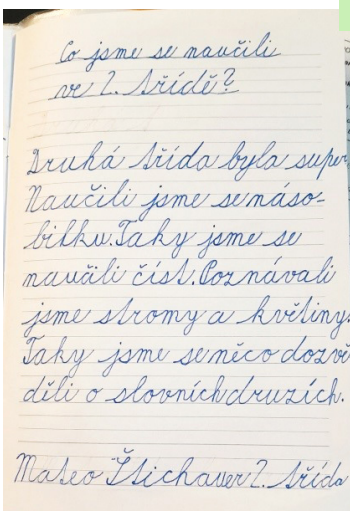 Co jsme se naučili
ve 2. třídě?
Druhá třída byla super
Naučili jsme se náso-
bilku. Taky jsme se
naučili číst. Poznávali
jsme stromy a květiny.
Taky jsme se něco dozvě
děli o slovních druzích.
Mateo Štichauer 2. třída